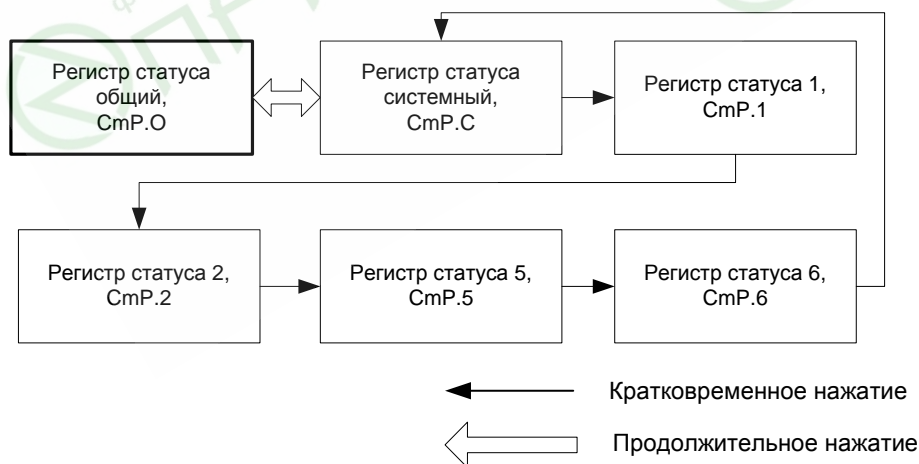 Регистр статуса
общий,
CmP.O
Регистр статуса
системный,
CmP.C
Регистр статуса 1,
CmP.1
Регистр статуса 2,
CmP.2
Регистр статуса 5,
CmP.5
Регистр статуса 6,
CmP.6
Кратковременное нажатие
Продолжительное нажатие